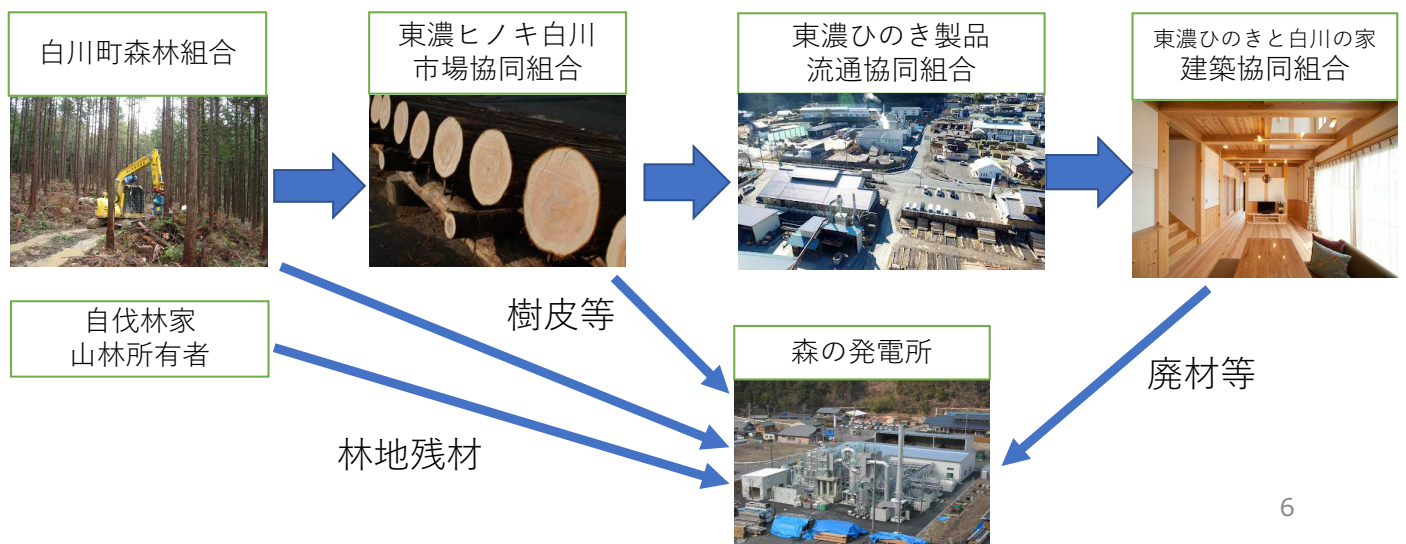 白川町森林組合
東濃ヒノキ白川
市場協同組合
東濃ひのき製品
流通協同組合
東濃ひのきと白川の家
建築協同組合
自伐林家
山林所有者
樹皮等
森の発電所
廃材等
林地残材
6